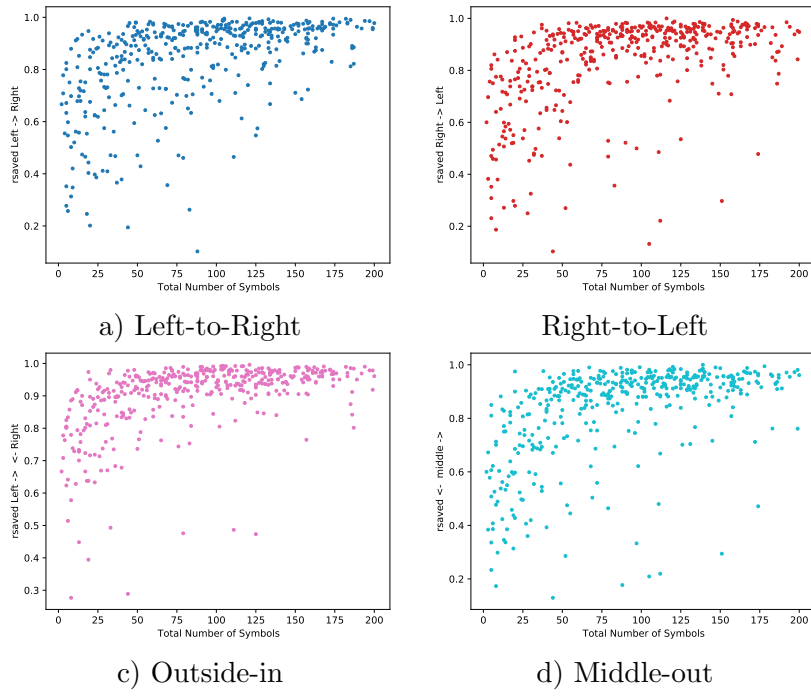 1.0
0.8
0.6
0.4
0.2
rsaved Left -> Right
0 25 50 75 100 125 150 175 200
Total Number of Symbols
a) Left-to-Right
1.0
0.8
0.6
0.4
0.2
rsaved Right -> Left
0 25 50 75 100 125 150 175 200
Total Number of Symbols
Right-to-Left
1.0
0.9
0.8
0.7
0.6
0.5
0.4
0.3
rsaved Left -> <- Right
0 25 50 75 100 125 150 175 200
Total Number of Symbols
c) Outside-in
1.0
0.8
0.6
0.4
0.2
rsaved <- middle ->
0 25 50 75 100 125 150 175 200
Total Number of Symbols
d) Middle-out